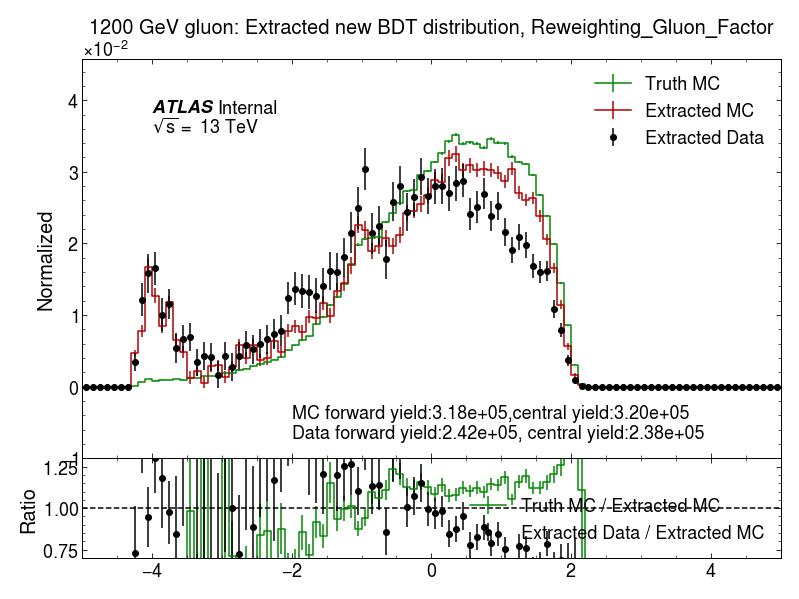 1200 GeV gluon: Extracted new BDT distribution, Reweighting_Gluon_Factor
×10−2
ATLAS Internal
√s = 13 TeV
Truth MC
Extracted MC
Extracted Data
Normalized
4
3
2
1
0
MC forward yield:3.18e+05,central yield:3.20e+05
Data forward yield:2.42e+05, central yield:2.38e+05
Ratio
1.25
1.00
0.75
Truth MC / Extracted MC
Extracted Data / Extracted MC
−4 −2 0 2 4